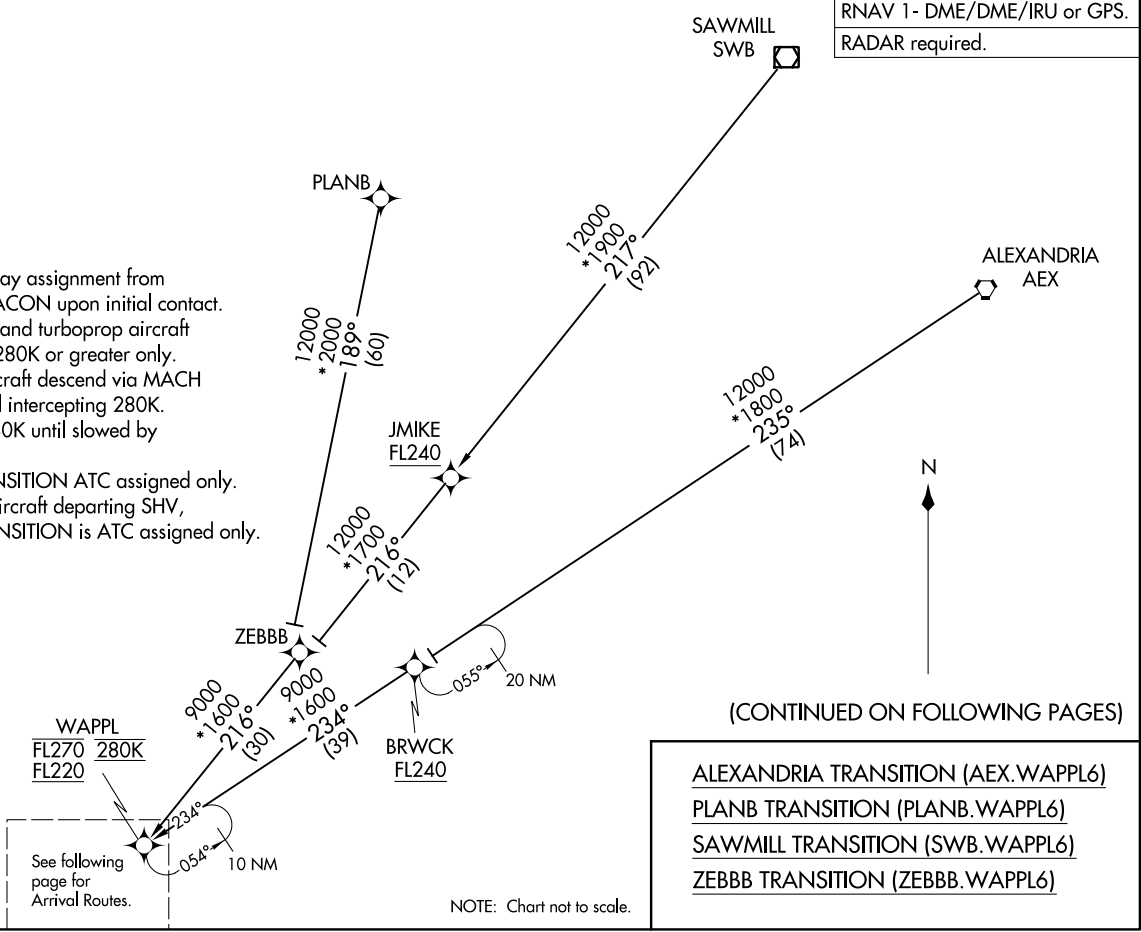 RNAV 1- DME/DME/IRU or GPS.
RADAR required.
SAWMILL
SWB
PLANB
ALEXANDRIA
AEX
12000
*1900
217°
(92)
ay assignment from
ACON upon initial contact.
and turboprop aircraft
280K or greater only.
craft descend via MACH
l intercepting 280K.
0K until slowed by
NSITION ATC assigned only.
ircraft departing SHV,
NSITION is ATC assigned only.
12000
*2000
189°
(60)
12000
*1800
235°
(74)
JMIKE
FL240
N
12000
*1700
216°
(12)
ZEBBB
055°
20 NM
BRWCK
FL240
9000
*1600
216°
(30)
9000
*1600
234°
(39)
WAPPL
FL270 280K
FL220
234°
054°
10 NM
See following
page for
Arrival Routes.
NOTE: Chart not to scale.
(CONTINUED ON FOLLOWING PAGES)
ALEXANDRIA TRANSITION (AEX.WAPPL6)
PLANB TRANSITION (PLANB.WAPPL6)
SAWMILL TRANSITION (SWB.WAPPL6)
ZEBBB TRANSITION (ZEBBB.WAPPL6)